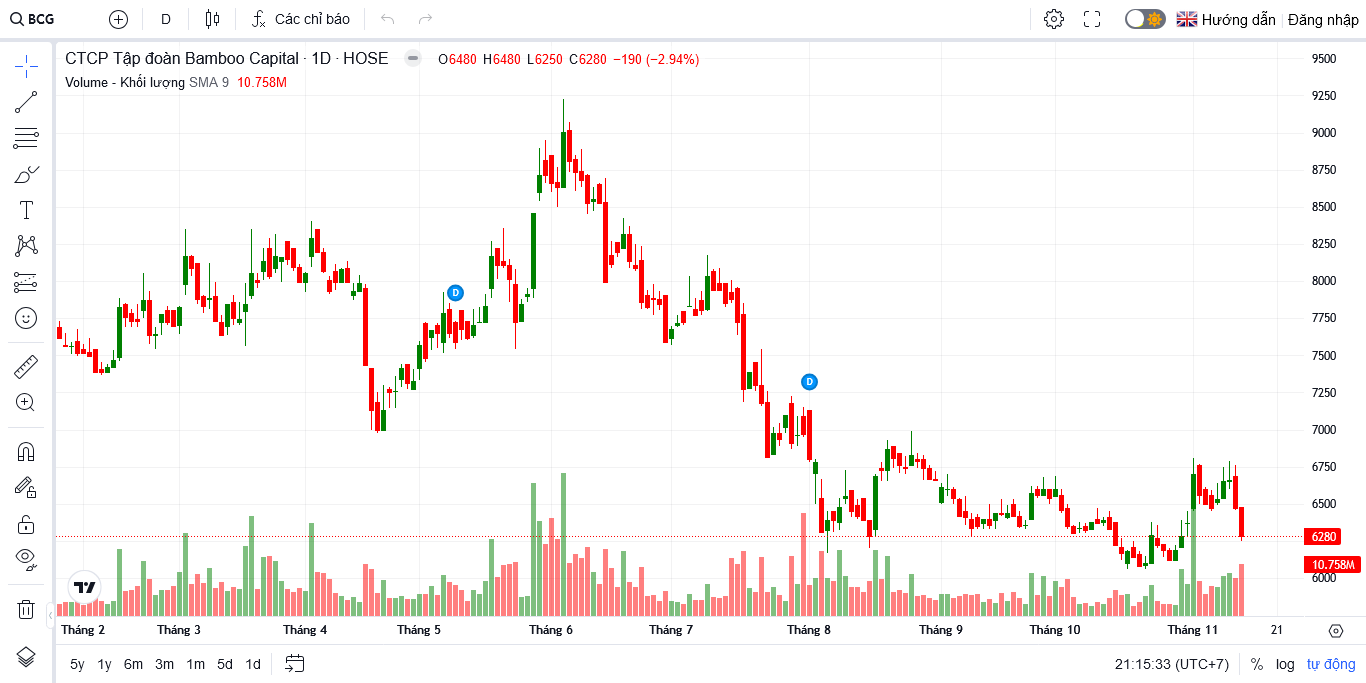 BCG D Các chỉ báo Hướng dẫn Đăng nhập
CTCP Tập đoàn Bamboo Capital · 1D · HOSE O6480 H6480 L6250 C6280 −190 (−2.94%)
Volume - Khối lượng SMA 9 10.758M
9500
9250
9000
8750
8500
8250
8000
7750
7500
7250
7000
6750
6500
6280
10.758M
6000
D
D
Tháng 2 Tháng 3 Tháng 4 Tháng 5 Tháng 6 Tháng 7 Tháng 8 Tháng 9 Tháng 10 Tháng 11 21
5y 1y 6m 3m 1m 5d 1d 21:15:33 (UTC+7) % log tự động